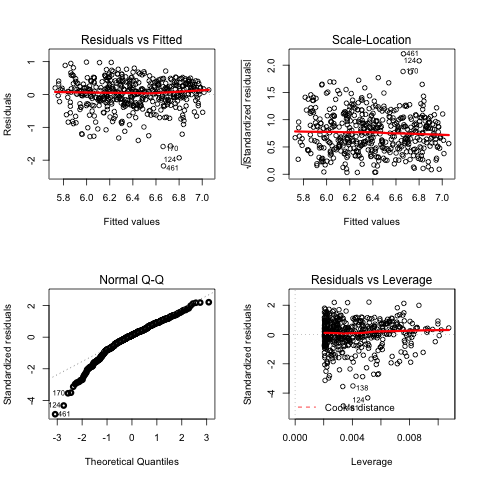 Residuals vs Fitted
Residuals
1
0
-1
-2
170
124
461
5.8 6.0 6.2 6.4 6.6 6.8 7.0
Fitted values
Scale-Location
√|Standardized residuals|
2.0
1.5
1.0
0.5
0.0
461
124
170
5.8 6.0 6.2 6.4 6.6 6.8 7.0
Fitted values
Normal Q-Q
Standardized residuals
2
0
-2
-4
170
124
461
-3 -2 -1 0 1 2 3
Theoretical Quantiles
Residuals vs Leverage
Standardized residuals
2
0
-2
-4
138
124
Cook's distance
0.000 0.004 0.008
Leverage